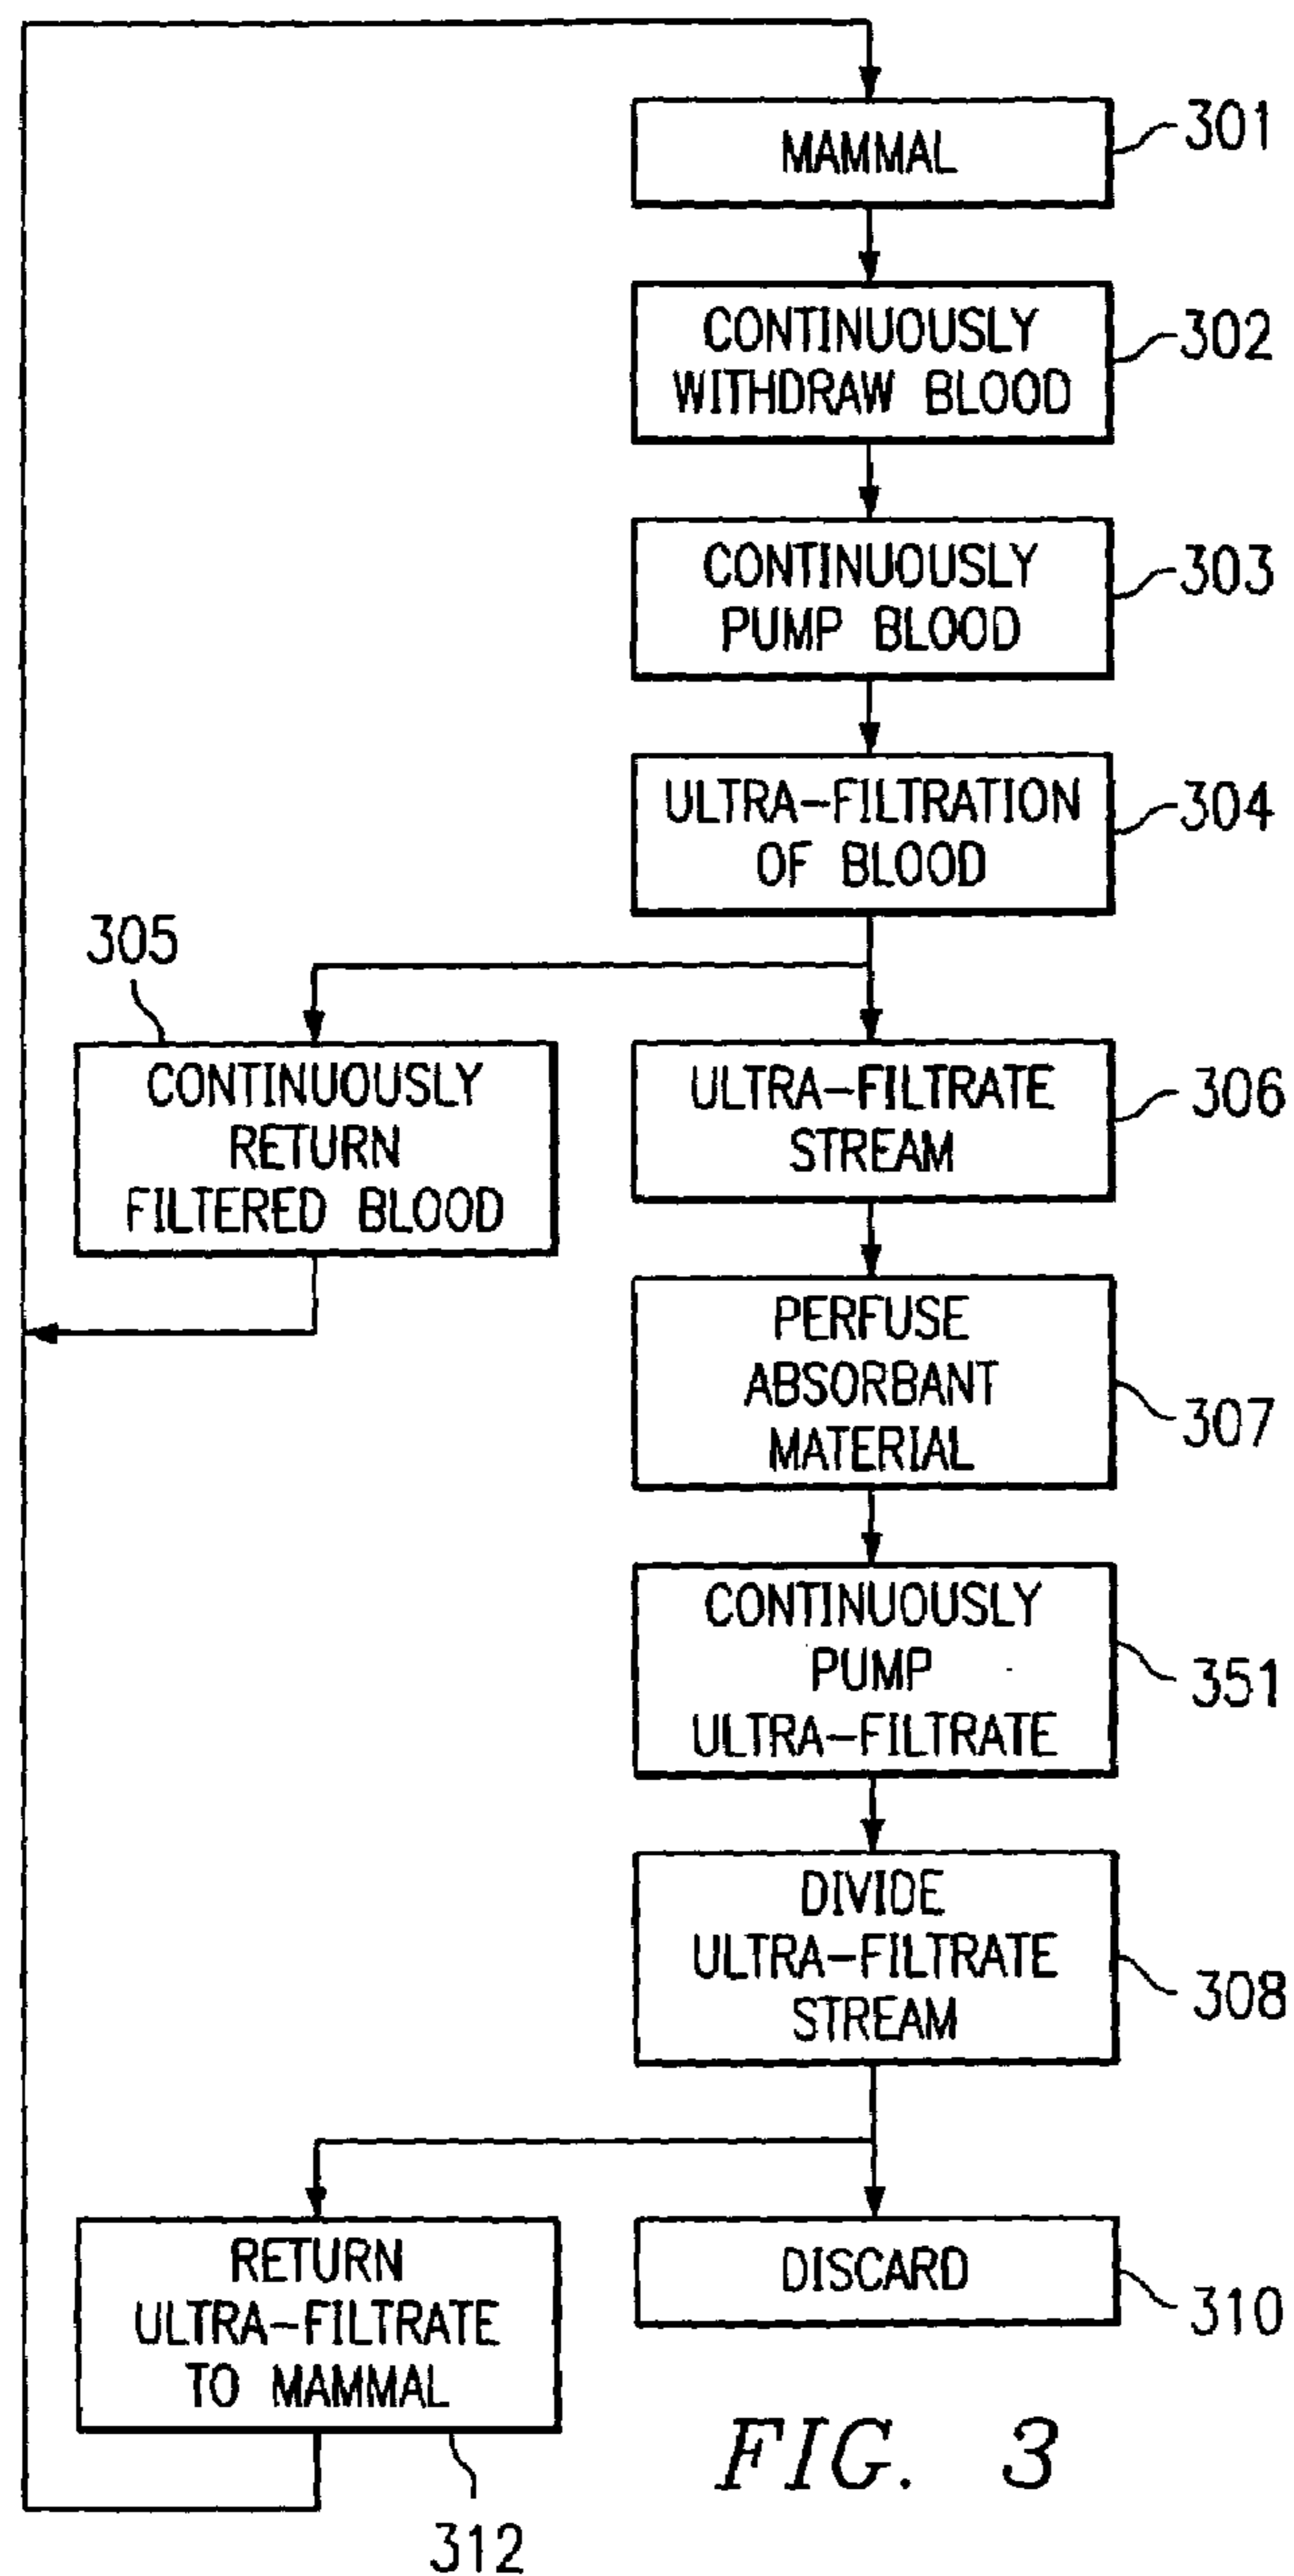 MAMMAL
301
CONTINUOUSLY
WITHDRAW BLOOD
302
CONTINUOUSLY
PUMP BLOOD
303
ULTRA-FILTRATION
OF BLOOD
304
305
CONTINUOUSLY
RETURN
FILTERED BLOOD
ULTRA-FILTRATE
STREAM
306
PERFUSE
ABSORBANT
MATERIAL
307
CONTINUOUSLY
PUMP
ULTRA-FILTRATE
351
DIVIDE
ULTRA-FILTRATE
STREAM
308
RETURN
ULTRA-FILTRATE
TO MAMMAL
312
DISCARD
310
FIG. 3